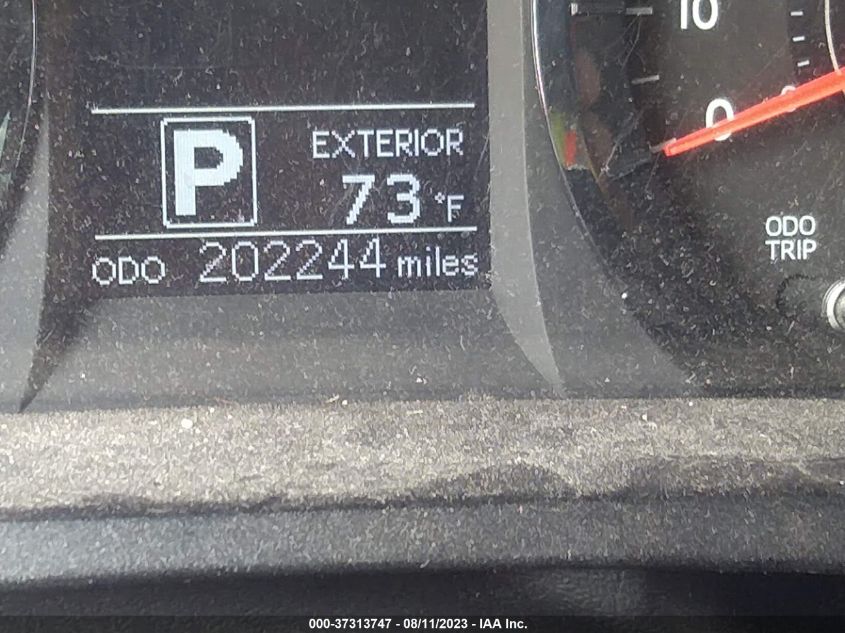 10
0
P
EXTERIOR
73 °F
ODO 202244 miles
ODO
TRIP
000-37313747 - 08/11/2023 - IAA Inc.